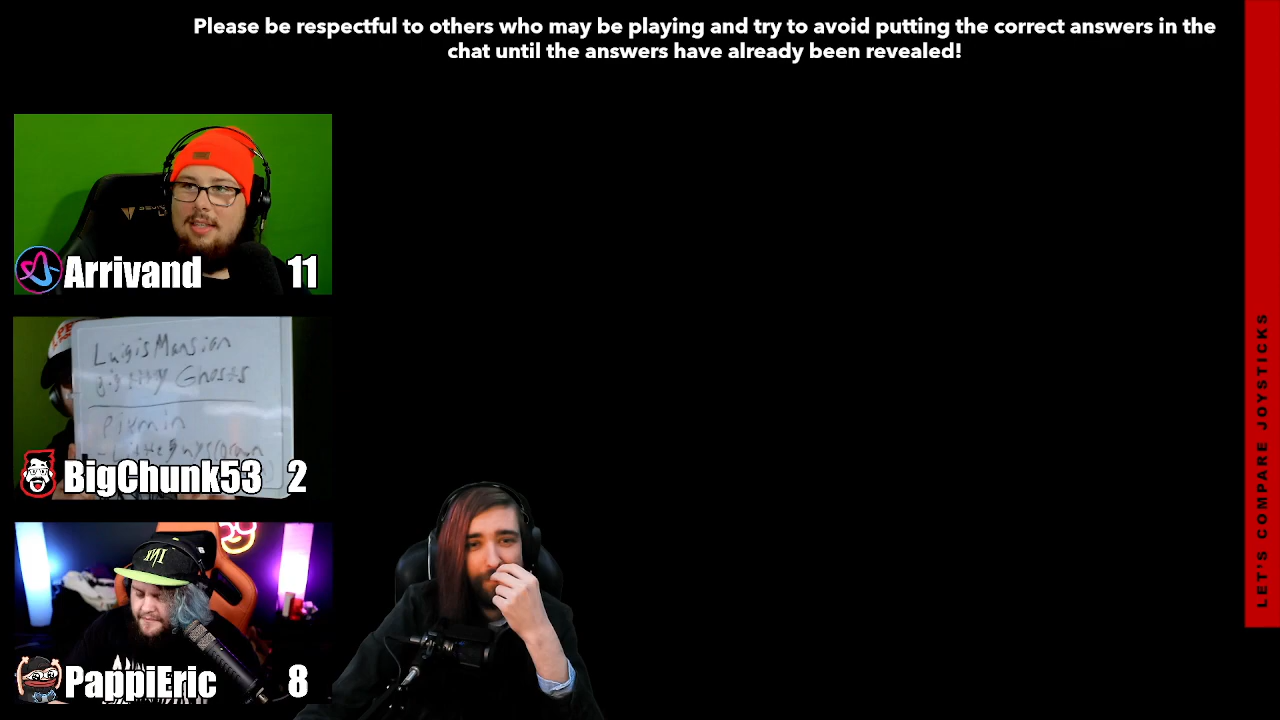 Please be respectful to others who may be playing and try to avoid putting the correct answers in the
chat until the answers have already been revealed!
Arrivand 11
Luigis Mansion
Ghosts
Pikmin
BigChunk53 2
INK
PappiEric 8
LET'S COMPARE JOYSTICKS